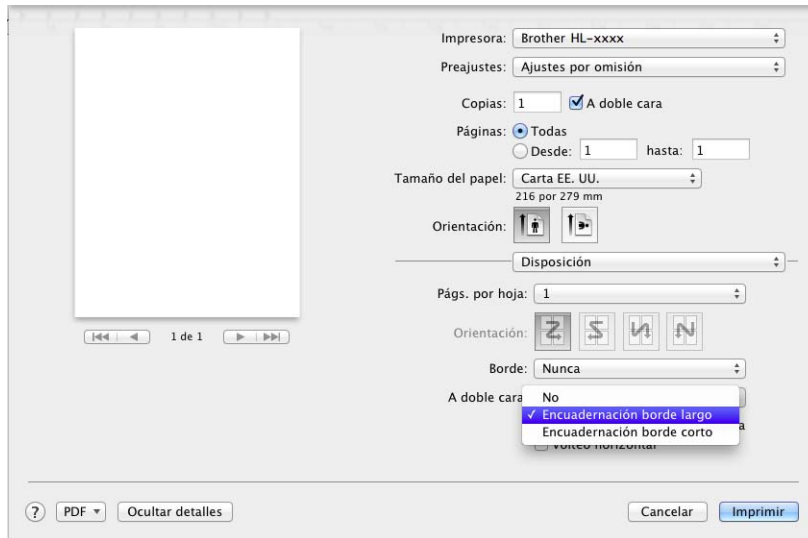 Impresora: Brother HL-xxxx
Preajustes: Ajustes por omisión
Copias: 1 A doble cara
Páginas: Todas
Desde: 1 hasta: 1
Tamaño del papel: Carta EE. UU.
216 por 279 mm
Orientación:
Disposición
Págs. por hoja: 1
1 de 1
Orientación:
Borde: Nunca
A doble cara
No
✓ Encuadernación borde largo
Encuadernación borde corto
a
Volteo horizontal
? PDF Ocultar detalles Cancelar Imprimir